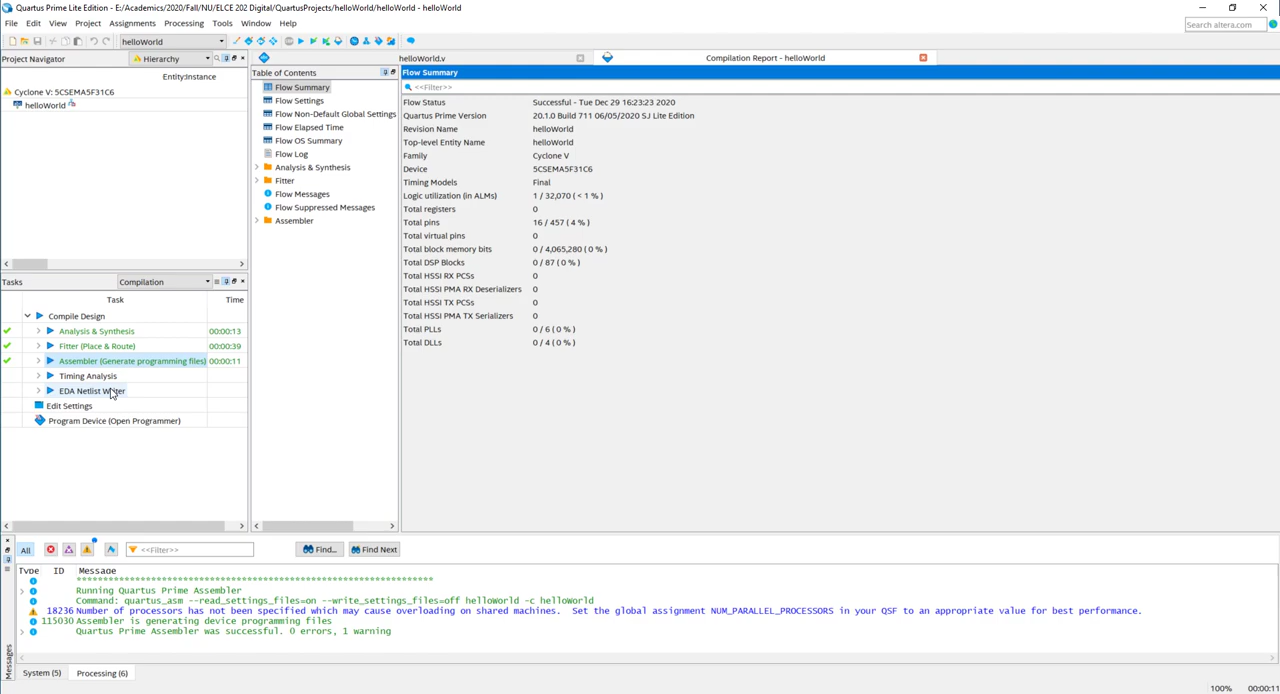 Quartus Prime Lite Edition - E:/Academics/2020/Fall/NU/ELCE 202 Digital/QuartusProjects/helloWorld/helloWorld - helloWorld
File Edit View Project Assignments Processing Tools Window Help
Search altera.com
helloWorld
Project Navigator Hierarchy
helloWorld.v
Compilation Report - helloWorld
Entity:Instance
Cyclone V: 5CSEMA5F31C6
helloWorld
Table of Contents
Flow Summary
Flow Settings
Flow Non-Default Global Settings
Flow Elapsed Time
Flow OS Summary
Flow Log
Analysis & Synthesis
Fitter
Flow Messages
Flow Suppressed Messages
Assembler
Flow Summary
<<Filter>>
Flow Status Successful - Tue Dec 29 16:23:23 2020
Quartus Prime Version 20.1.0 Build 711 06/05/2020 SJ Lite Edition
Revision Name helloWorld
Top-level Entity Name helloWorld
Family Cyclone V
Device 5CSEMA5F31C6
Timing Models Final
Logic utilization (in ALMs) 1 / 32,070 ( < 1 % )
Total registers 0
Total pins 16 / 457 ( 4 % )
Total virtual pins 0
Total block memory bits 0 / 4,065,280 ( 0 % )
Total DSP Blocks 0 / 87 ( 0 % )
Total HSSI RX PCSs 0
Total HSSI PMA RX Deserializers 0
Total HSSI TX PCSs 0
Total HSSI PMA TX Serializers 0
Total PLLs 0 / 6 ( 0 % )
Total DLLs 0 / 4 ( 0 % )
Tasks Compilation
Task Time
Compile Design
Analysis & Synthesis 00:00:13
Fitter (Place & Route) 00:00:39
Assembler (Generate programming files) 00:00:11
Timing Analysis
EDA Netlist Writer
Edit Settings
Program Device (Open Programmer)
All <<Filter>> Find... Find Next
Type ID Message
*******************************************************************
Running Quartus Prime Assembler
Command: quartus_asm --read_settings_files=on --write_settings_files=off helloWorld -c helloWorld
18236 Number of processors has not been specified which may cause overloading on shared machines. Set the global assignment NUM_PARALLEL_PROCESSORS in your QSF to an appropriate value for best performance.
115030 Assembler is generating device programming files
Quartus Prime Assembler was successful. 0 errors, 1 warning
Messages
System (5) Processing (6)
100% 00:00:11